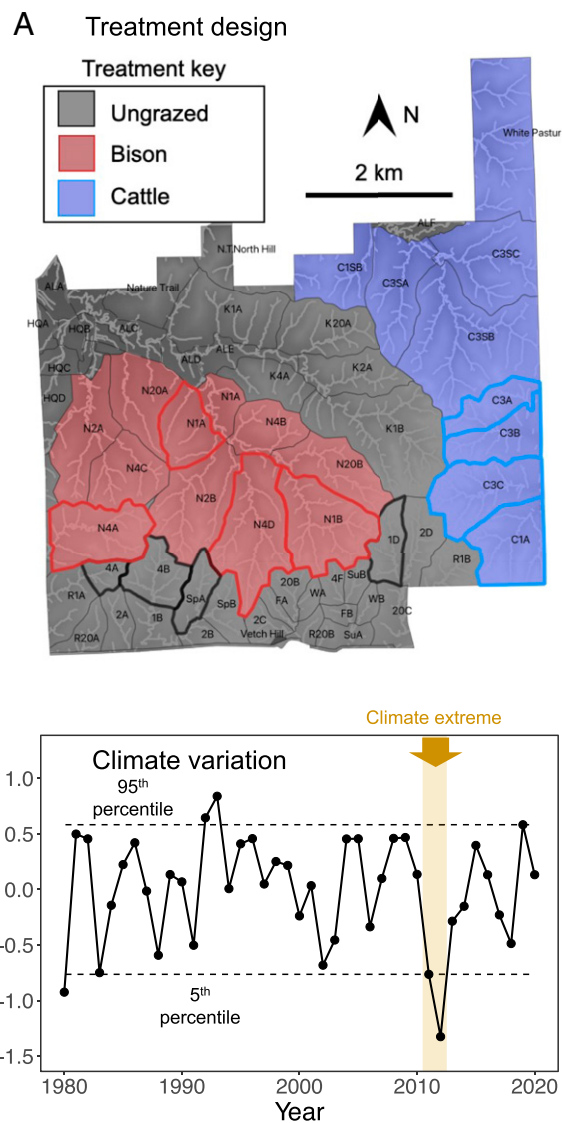 A Treatment design
Treatment key
Ungrazed
Bison
Cattle
N
2 km
White Pastur
ALF
N.T.North Hill
C3SC
C1SB
C3SA
ALA
Nature Trail
K1A
K20A
C3SB
HQA
HQB
ALC
ALE
ALD
K2A
HQC
K4A
N20A
N1A
C3A
HQD
N4B
K1B
C3B
N2A
N1A
N20B
N4C
C3C
N2B
N4A
N4D
N1B
1D
2D
C1A
R1B
4A
4B
20B
4F
SuB
R1A
SpA
SpB
FA
WA
WB
2A
1B
2C
FB
20C
R20A
2B
Vetch Hill
R20B
SuA
Climate extreme
Climate variation
95th
percentile
1.0
0.5
0.0
-0.5
-1.0
-1.5
5th
percentile
1980
1990
2000
2010
2020
Year